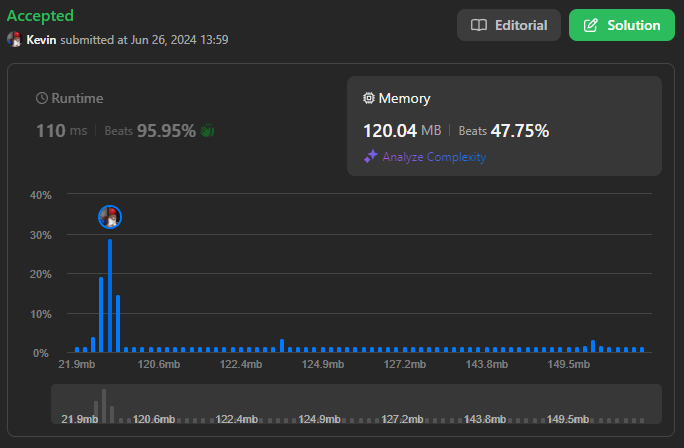 Accepted
Editorial
Solution
Kevin submitted at Jun 26, 2024 13:59
Runtime
110 ms | Beats 95.95%
Memory
120.04 MB | Beats 47.75%
Analyze Complexity
40%
30%
20%
10%
0%
21.9mb 120.6mb 122.4mb 124.9mb 127.2mb 143.8mb 149.5mb
21.9mb 120.6mb 122.4mb 124.9mb 127.2mb 143.8mb 149.5mb